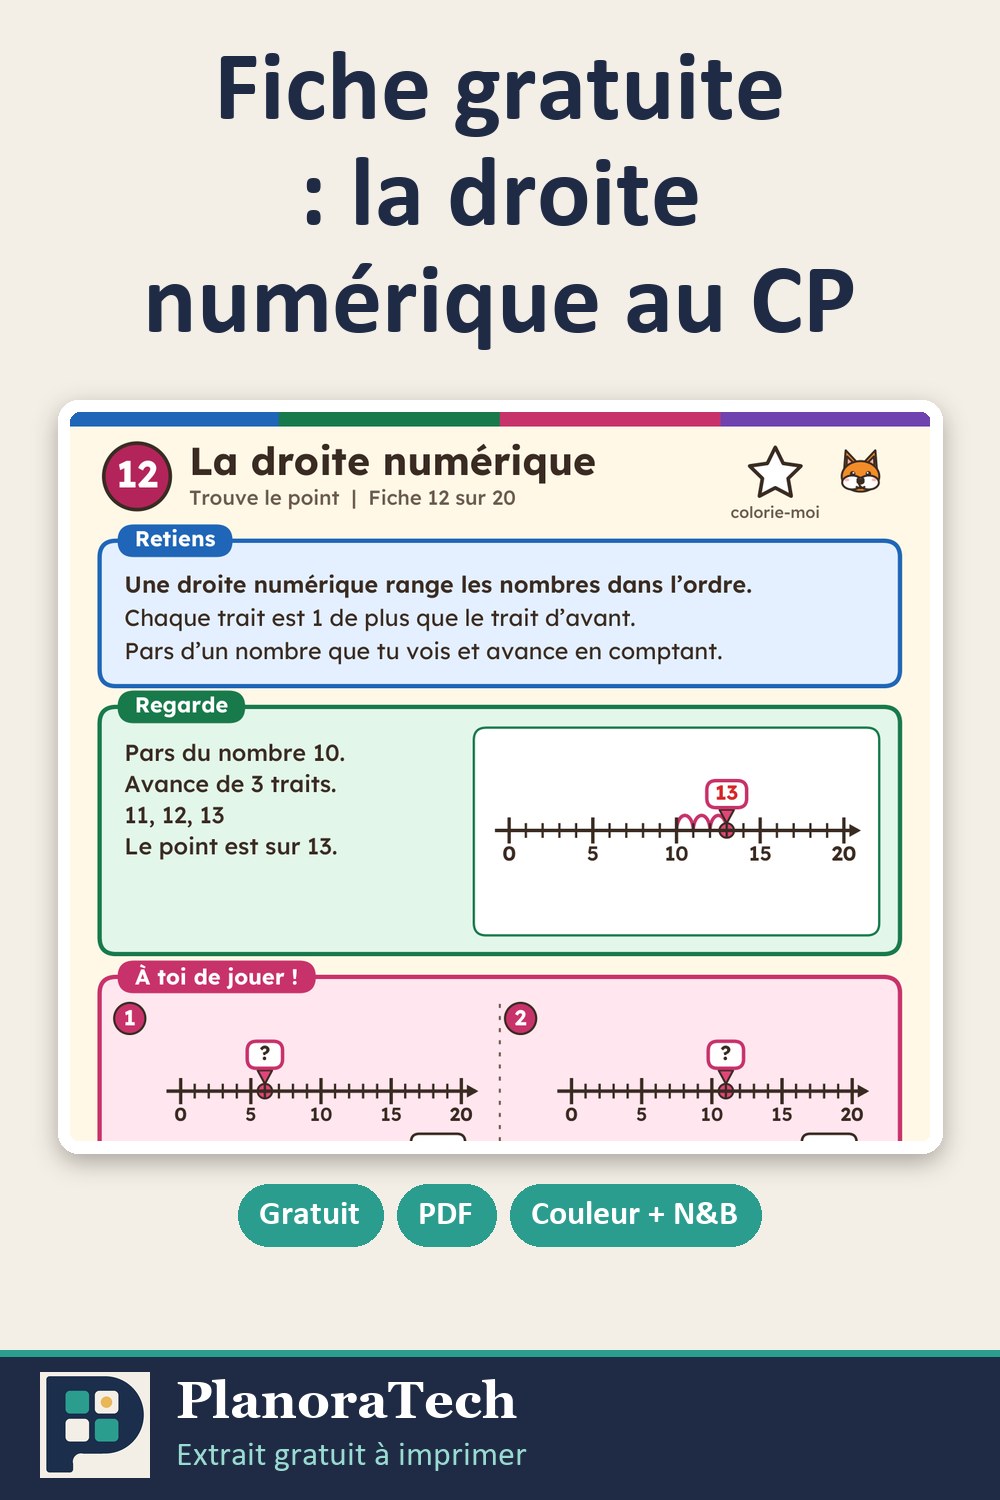 Fiche gratuite
: la droite
numérique au CP
12
La droite numérique
Trouve le point | Fiche 12 sur 20
colorie-moi
Retiens
Une droite numérique range les nombres dans l’ordre.
Chaque trait est 1 de plus que le trait d’avant.
Pars d’un nombre que tu vois et avance en comptant.
Regarde
Pars du nombre 10.
Avance de 3 traits.
11, 12, 13
Le point est sur 13.
13
0 5 10 15 20
À toi de jouer !
1
?
0 5 10 15 20
2
?
0 5 10 15 20
Gratuit
PDF
Couleur + N&B
PlanoraTech
Extrait gratuit à imprimer